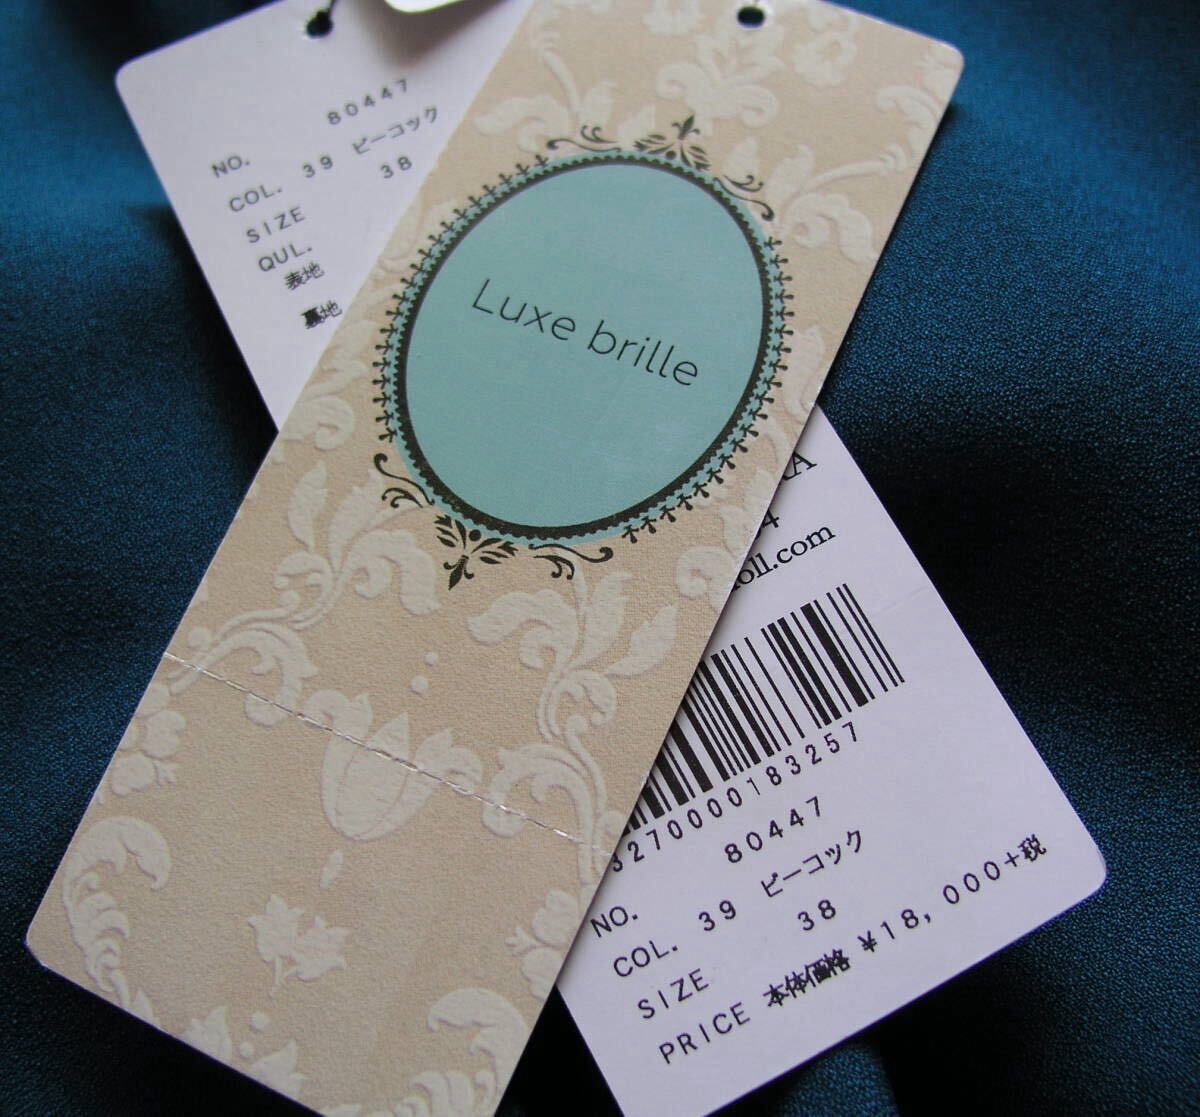 NO. 80447
COL. 39 ピーコック
SIZE 38
QUL.
表地
裏地
Luxe brille
oll.com
3270000183257
NO. 80447
COL. 39 ピーコック
SIZE 38
PRICE 本体価格 ¥18,000+税